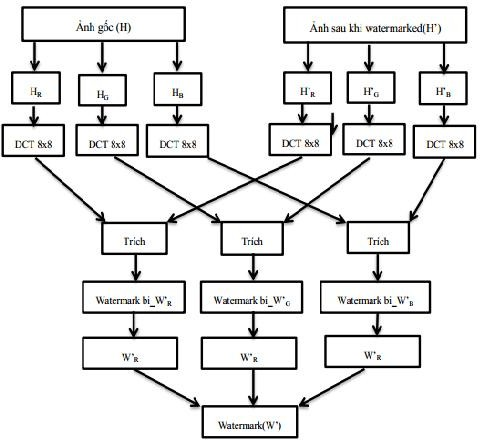 Ảnh gốc (H)
Ảnh sau khi watermarked(H')
HR
HG
HB
H'R
H'G
H'B
DCT 8x8
DCT 8x8
DCT 8x8
DCT 8x8
DCT 8x8
DCT 8x8
Trích
Trích
Trích
Watermark bi_W'R
Watermark bi_W'G
Watermark bi_W'B
W'R
W'R
W'R
Watermark(W')